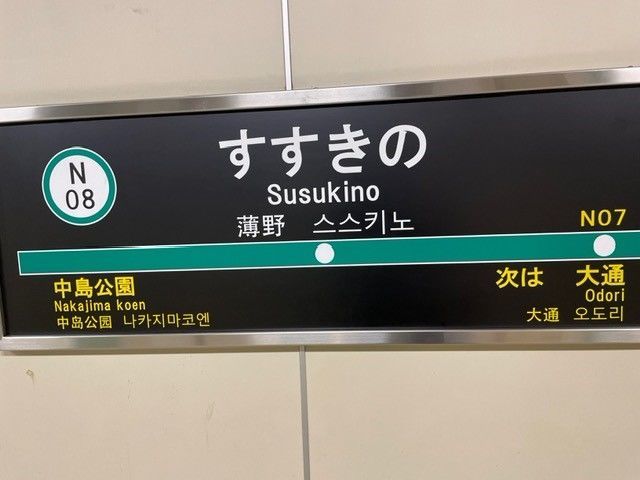 N
08
すすきの
Susukino
薄野 스스키노
N07
中島公園
Nakajima koen
中岛公园 나카지마코엔
次は 大通
Odori
大通 오도리